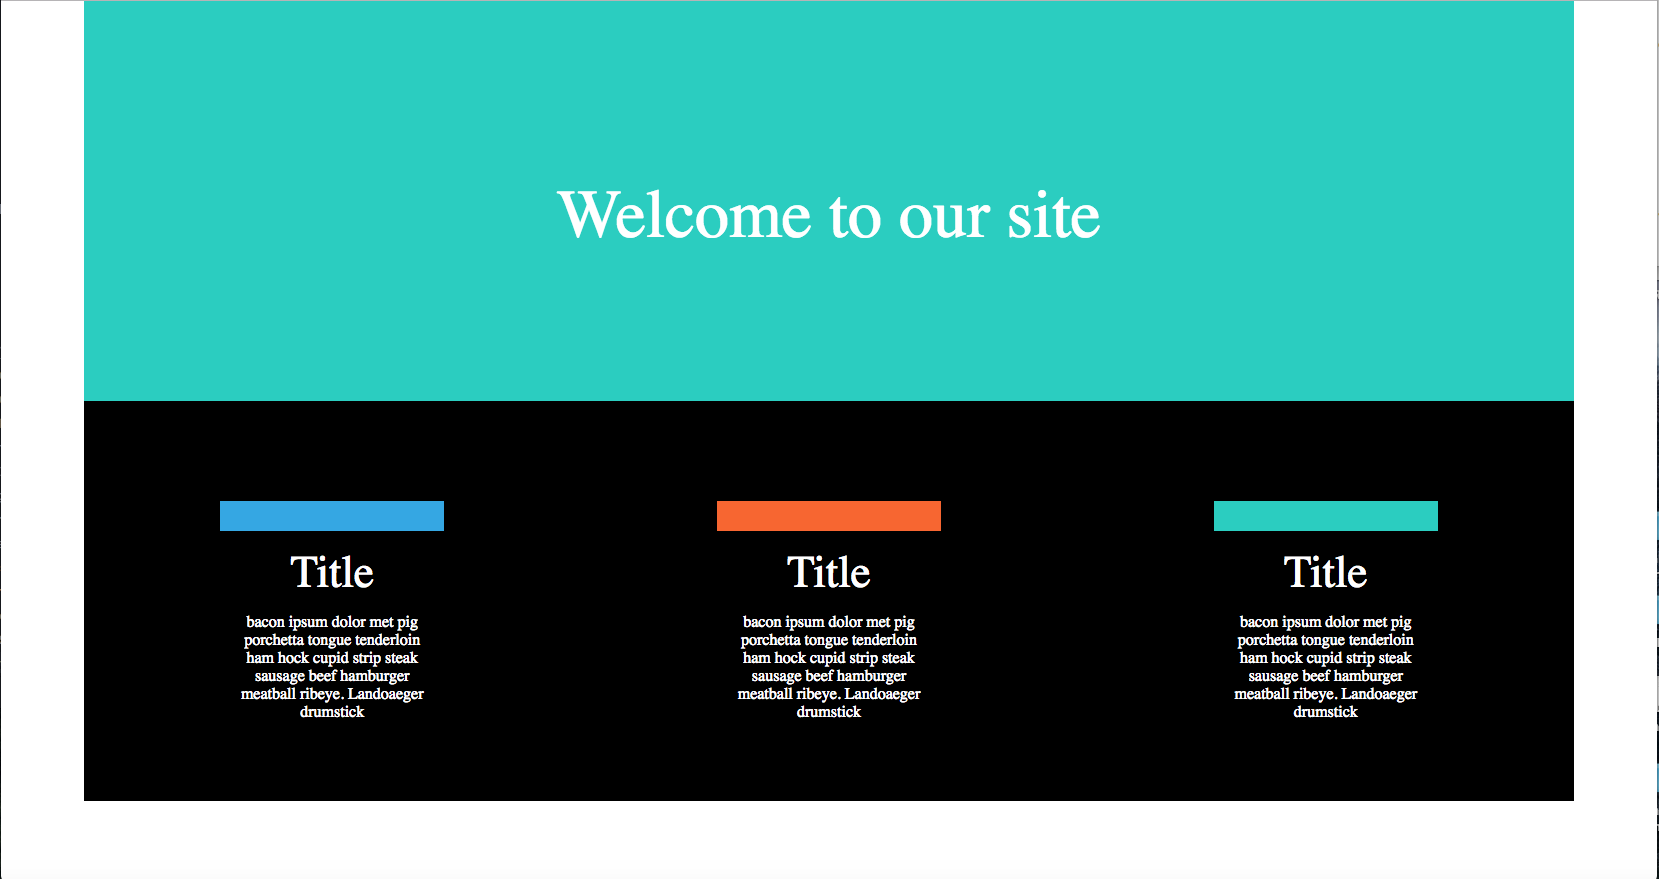 Welcome to our site
Title
bacon ipsum dolor met pig
porchetta tongue tenderloin
ham hock cupid strip steak
sausage beef hamburger
meatball ribeye. Landoaeger
drumstick
Title
bacon ipsum dolor met pig
porchetta tongue tenderloin
ham hock cupid strip steak
sausage beef hamburger
meatball ribeye. Landoaeger
drumstick
Title
bacon ipsum dolor met pig
porchetta tongue tenderloin
ham hock cupid strip steak
sausage beef hamburger
meatball ribeye. Landoaeger
drumstick